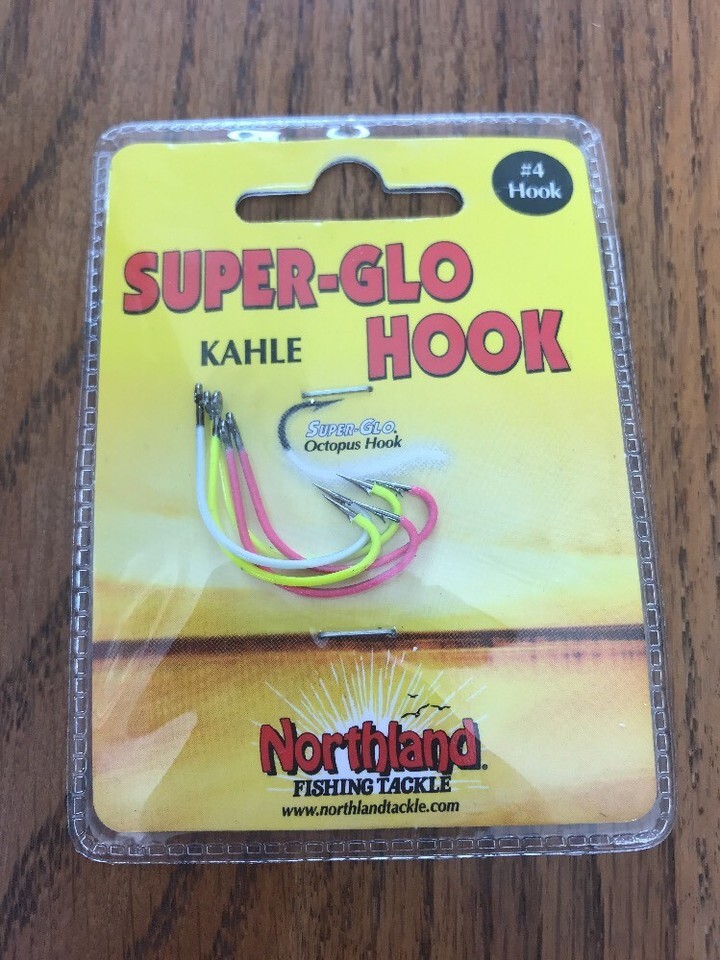 #4
Hook
SUPER-GLO
KAHLE HOOK
SUPER-GLO®
Octopus Hook
Northland®
FISHING TACKLE
www.northlandtackle.com